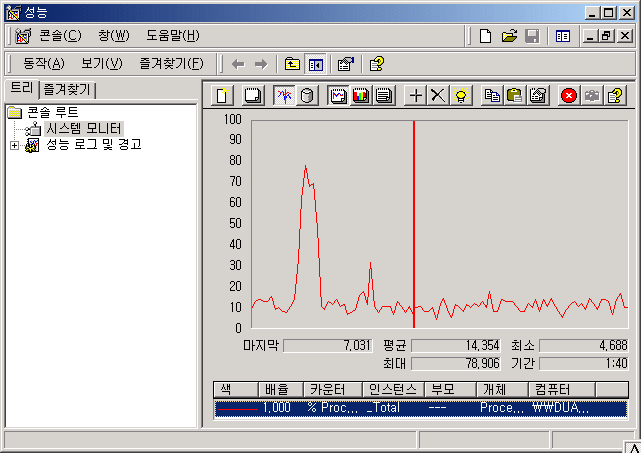 성능
콘솔(C) 창(W) 도움말(H)
동작(A) 보기(V) 즐겨찾기(F)
트리 즐겨찾기
콘솔 루트
시스템 모니터
성능 로그 및 경고
100
90
80
70
60
50
40
30
20
10
0
마지막 7,031 평균 14,354 최소 4,688
최대 78,906 기간 1:40
색 배율 카운터 인스턴스 부모 개체 컴퓨터
1,000 % Proc... _Total --- Proce... ₩₩DUA...
A